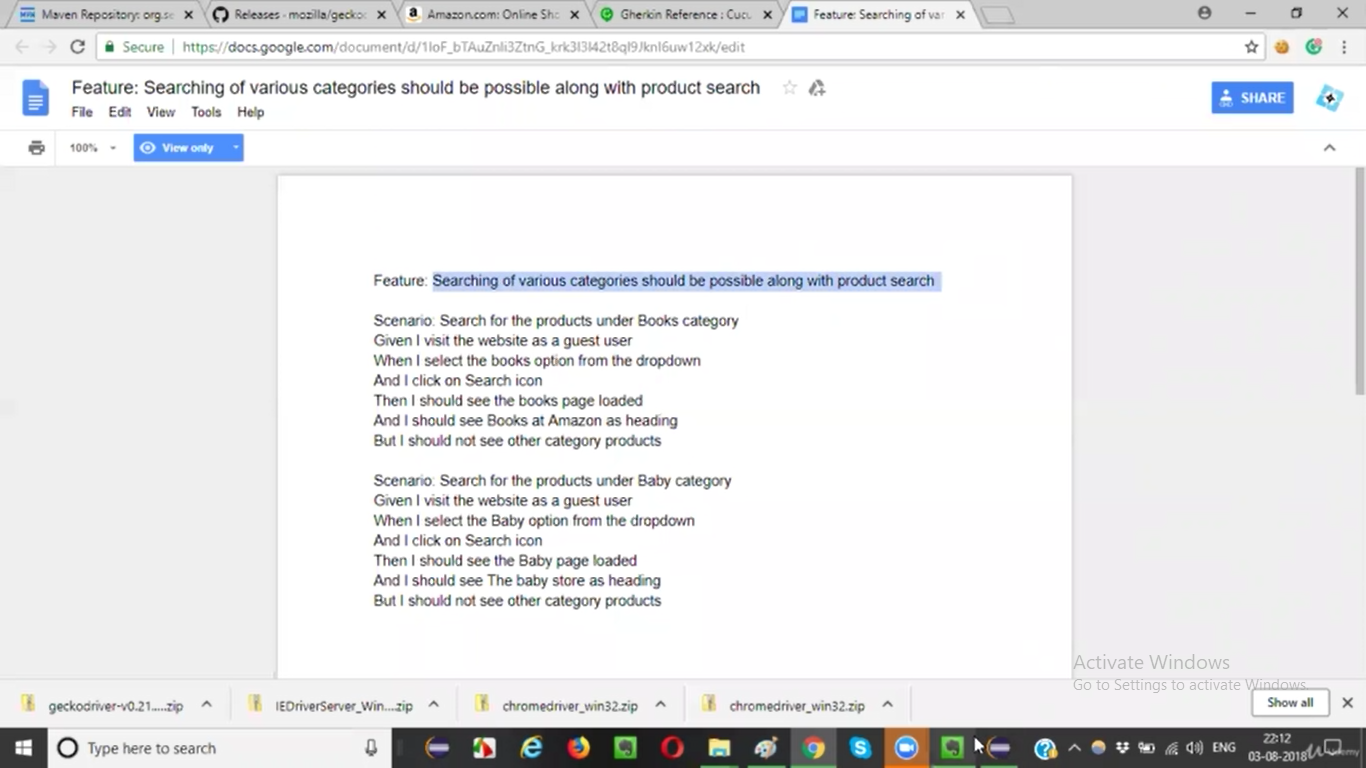 Maven Repository: org.se
Releases · mozilla/gecko
Amazon.com: Online Sho
Gherkin Reference : Cucu
Feature: Searching of var
Secure https://docs.google.com/document/d/1IoF_bTAuZnli3ZtnG_krk3I3I42t8qI9JknI6uw12xk/edit
Feature: Searching of various categories should be possible along with product search
SHARE
File Edit View Tools Help
100% View only
Feature: Searching of various categories should be possible along with product search
Scenario: Search for the products under Books category
Given I visit the website as a guest user
When I select the books option from the dropdown
And I click on Search icon
Then I should see the books page loaded
And I should see Books at Amazon as heading
But I should not see other category products
Scenario: Search for the products under Baby category
Given I visit the website as a guest user
When I select the Baby option from the dropdown
And I click on Search icon
Then I should see the Baby page loaded
And I should see The baby store as heading
But I should not see other category products
Activate Windows
Go to Settings to activate Windows.
geckodriver-v0.21.....zip
IEDriverServer_Win...zip
chromedriver_win32.zip
chromedriver_win32.zip
Show all
Type here to search
ENG
22:12
03-08-2018
Udemy